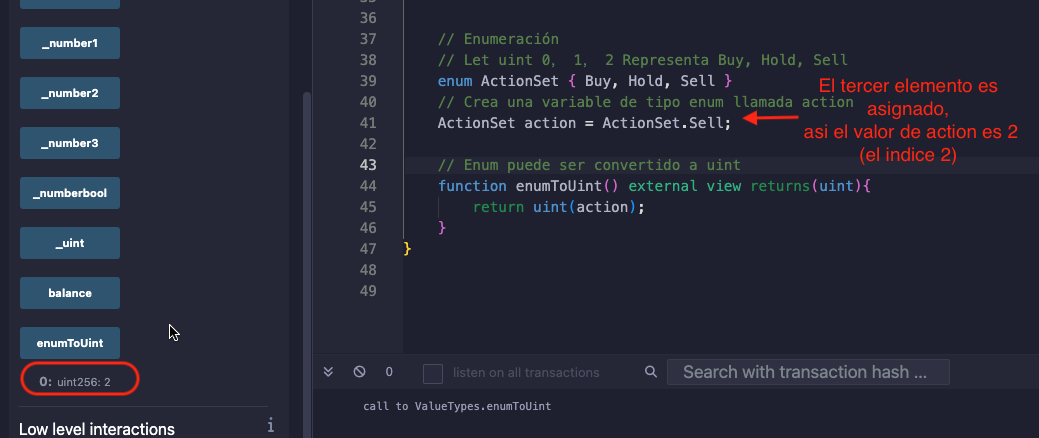 _number1
_number2
_number3
_numberbool
_uint
balance
enumToUint
0: uint256: 2
Low level interactions
i
36
37 // Enumeración
38 // Let uint 0,  1,  2 Representa Buy, Hold, Sell
39 enum ActionSet { Buy, Hold, Sell }
40 // Crea una variable de tipo enum llamada action
41 ActionSet action = ActionSet.Sell;
42
43 // Enum puede ser convertido a uint
44 function enumToUint() external view returns(uint){
45 return uint(action);
46 }
47 }
48
49
El tercer elemento es
asignado,
asi el valor de action es 2
(el indice 2)
0 listen on all transactions Search with transaction hash ...
call to ValueTypes.enumToUint